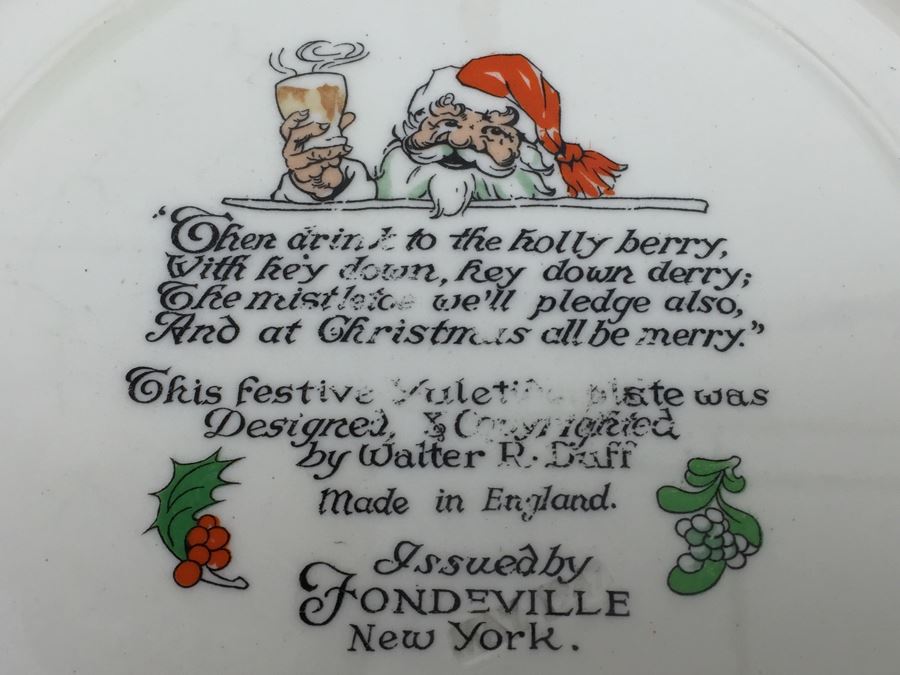 “Then drink to the holly berry,
With hey down, hey down derry;
The mistletoe we'll pledge also,
And at Christmas all be merry.”
This festive Yuletide plate was
Designed, & Copyrighted
by Walter R. Duff
Made in England.
Issued by
FONDEVILLE
New York.